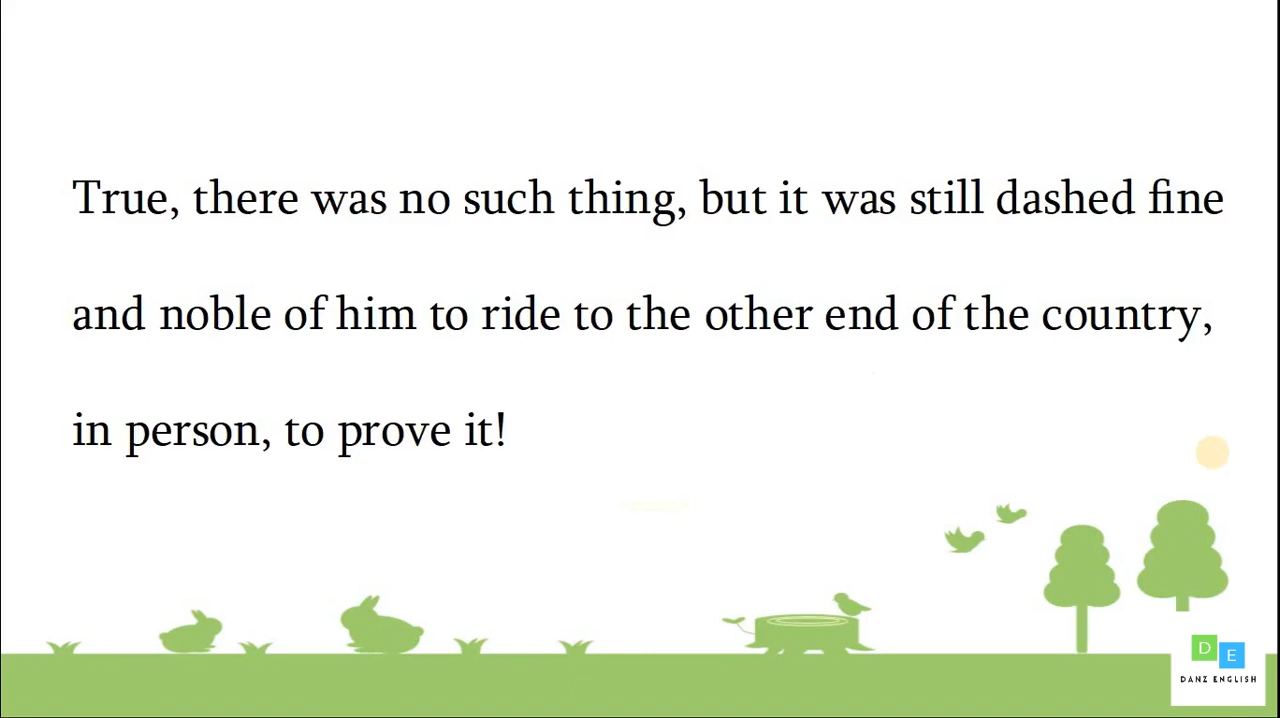 True, there was no such thing, but it was still dashed fine
and noble of him to ride to the other end of the country,
in person, to prove it!
D
E
DANZ ENGLISH